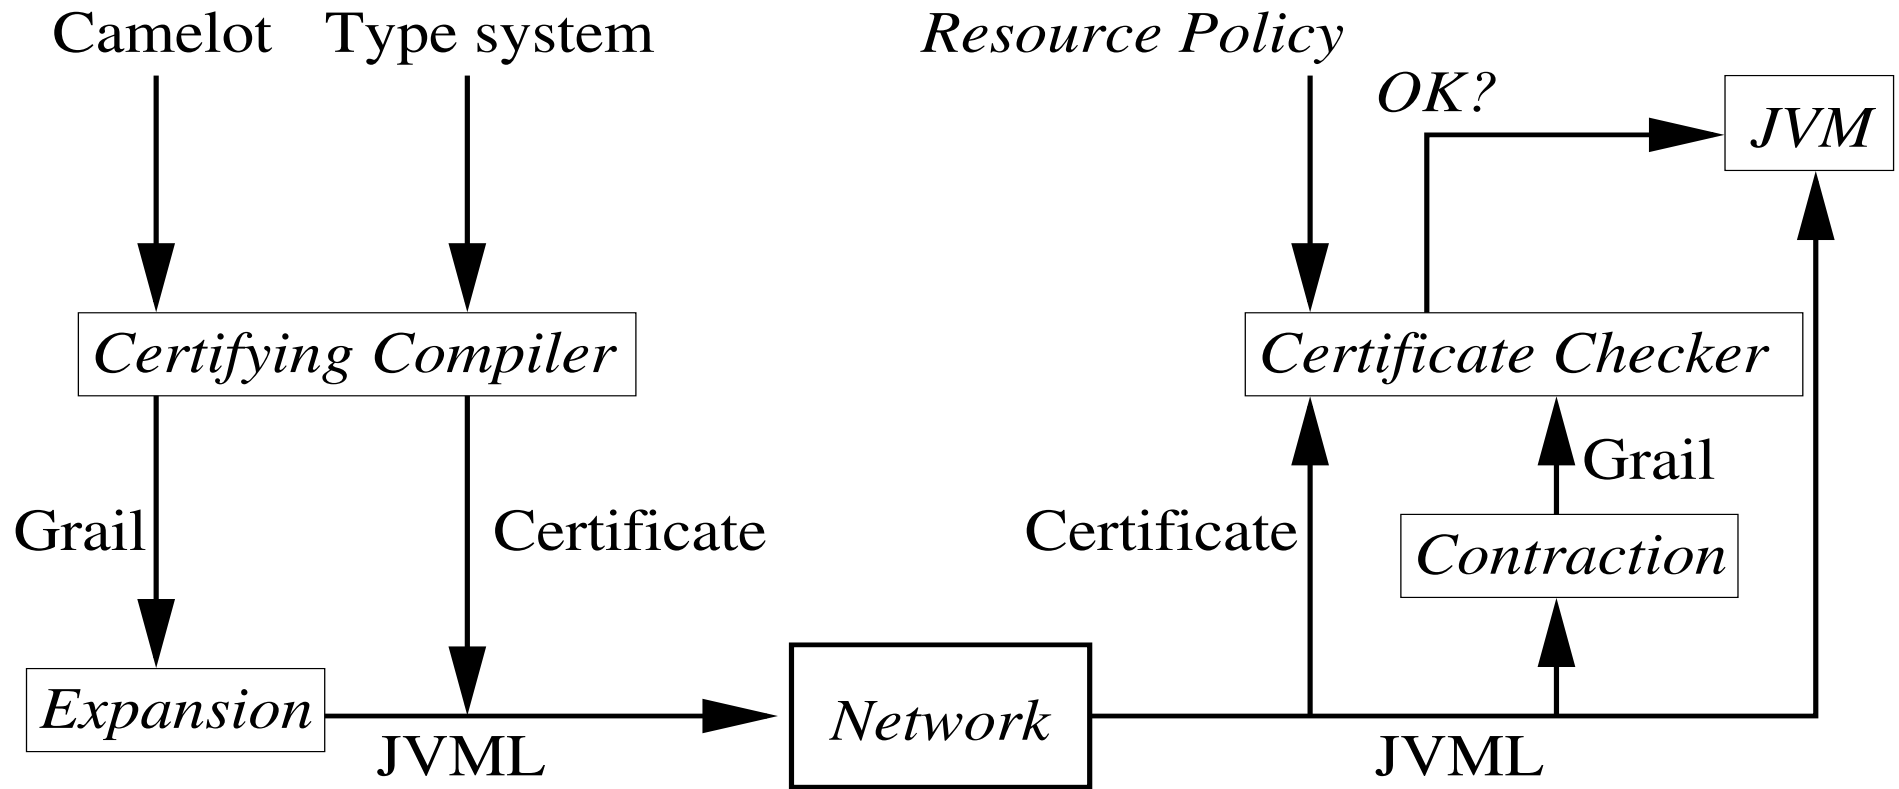 Camelot
Type system
Resource Policy
OK?
JVM
Certifying Compiler
Certificate Checker
Grail
Grail
Certificate
Certificate
Contraction
Expansion
Network
JVML
JVML